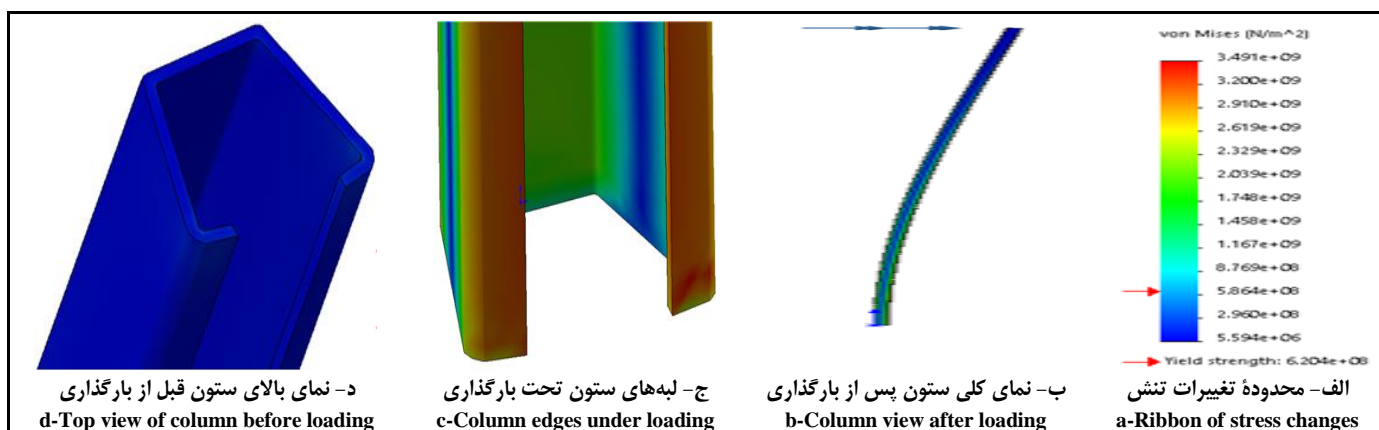 von Mises (N/m^2)
3.491e+09
3.200e+09
2.910e+09
2.619e+09
2.329e+09
2.039e+09
1.748e+09
1.458e+09
1.167e+09
8.769e+08
5.864e+08
2.960e+08
5.594e+06
Yield strength: 6.204e+08
الف- محدودۀ تغییرات تنش
a-Ribbon of stress changes
ب- نمای کلی ستون پس از بارگذاری
b-Column view after loading
ج- لبه‌های ستون تحت بارگذاری
c-Column edges under loading
د- نمای بالای ستون قبل از بارگذاری
d-Top view of column before loading